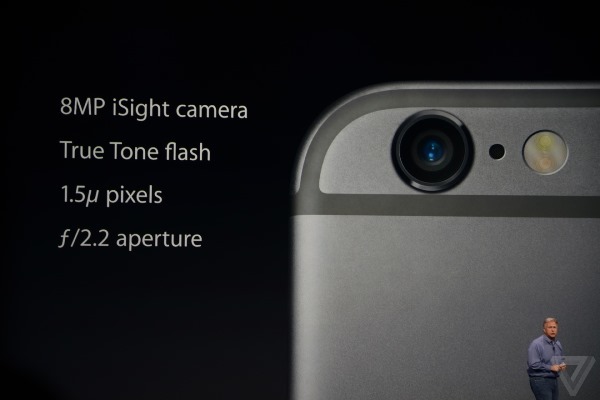 8MP iSight camera
True Tone flash
1.5μ pixels
ƒ/2.2 aperture